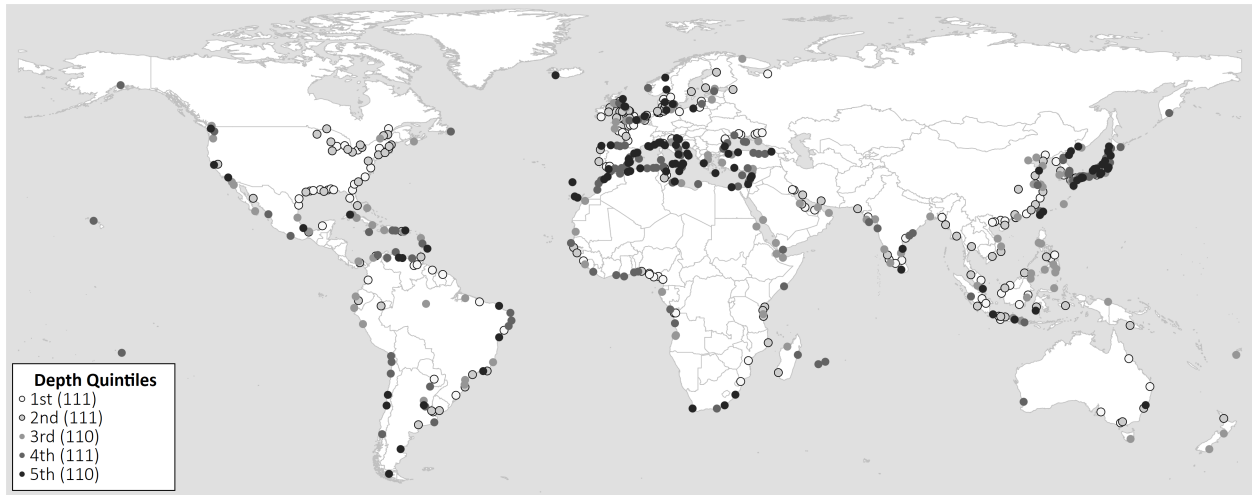 Depth Quintiles
1st (111)
2nd (111)
3rd (110)
4th (111)
5th (110)